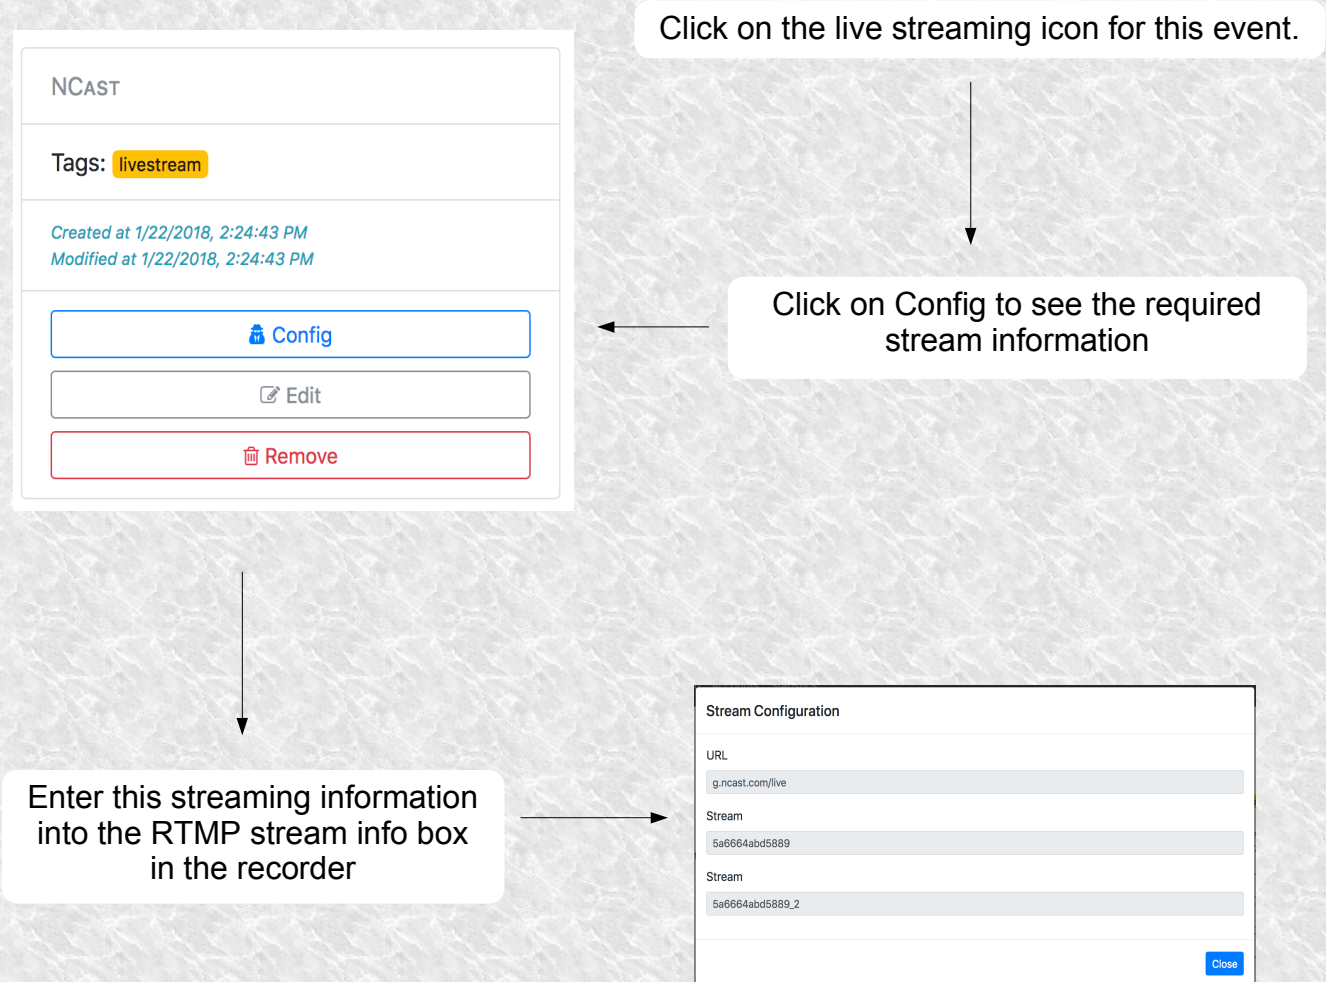 Click on the live streaming icon for this event.
NCAST
Tags: livestream
Created at 1/22/2018, 2:24:43 PM
Modified at 1/22/2018, 2:24:43 PM
Config
Edit
Remove
Click on Config to see the required
stream information
Enter this streaming information
into the RTMP stream info box
in the recorder
Stream Configuration
URL
g.ncast.com/live
Stream
5a6664abd5889
Stream
5a6664abd5889_2
Close